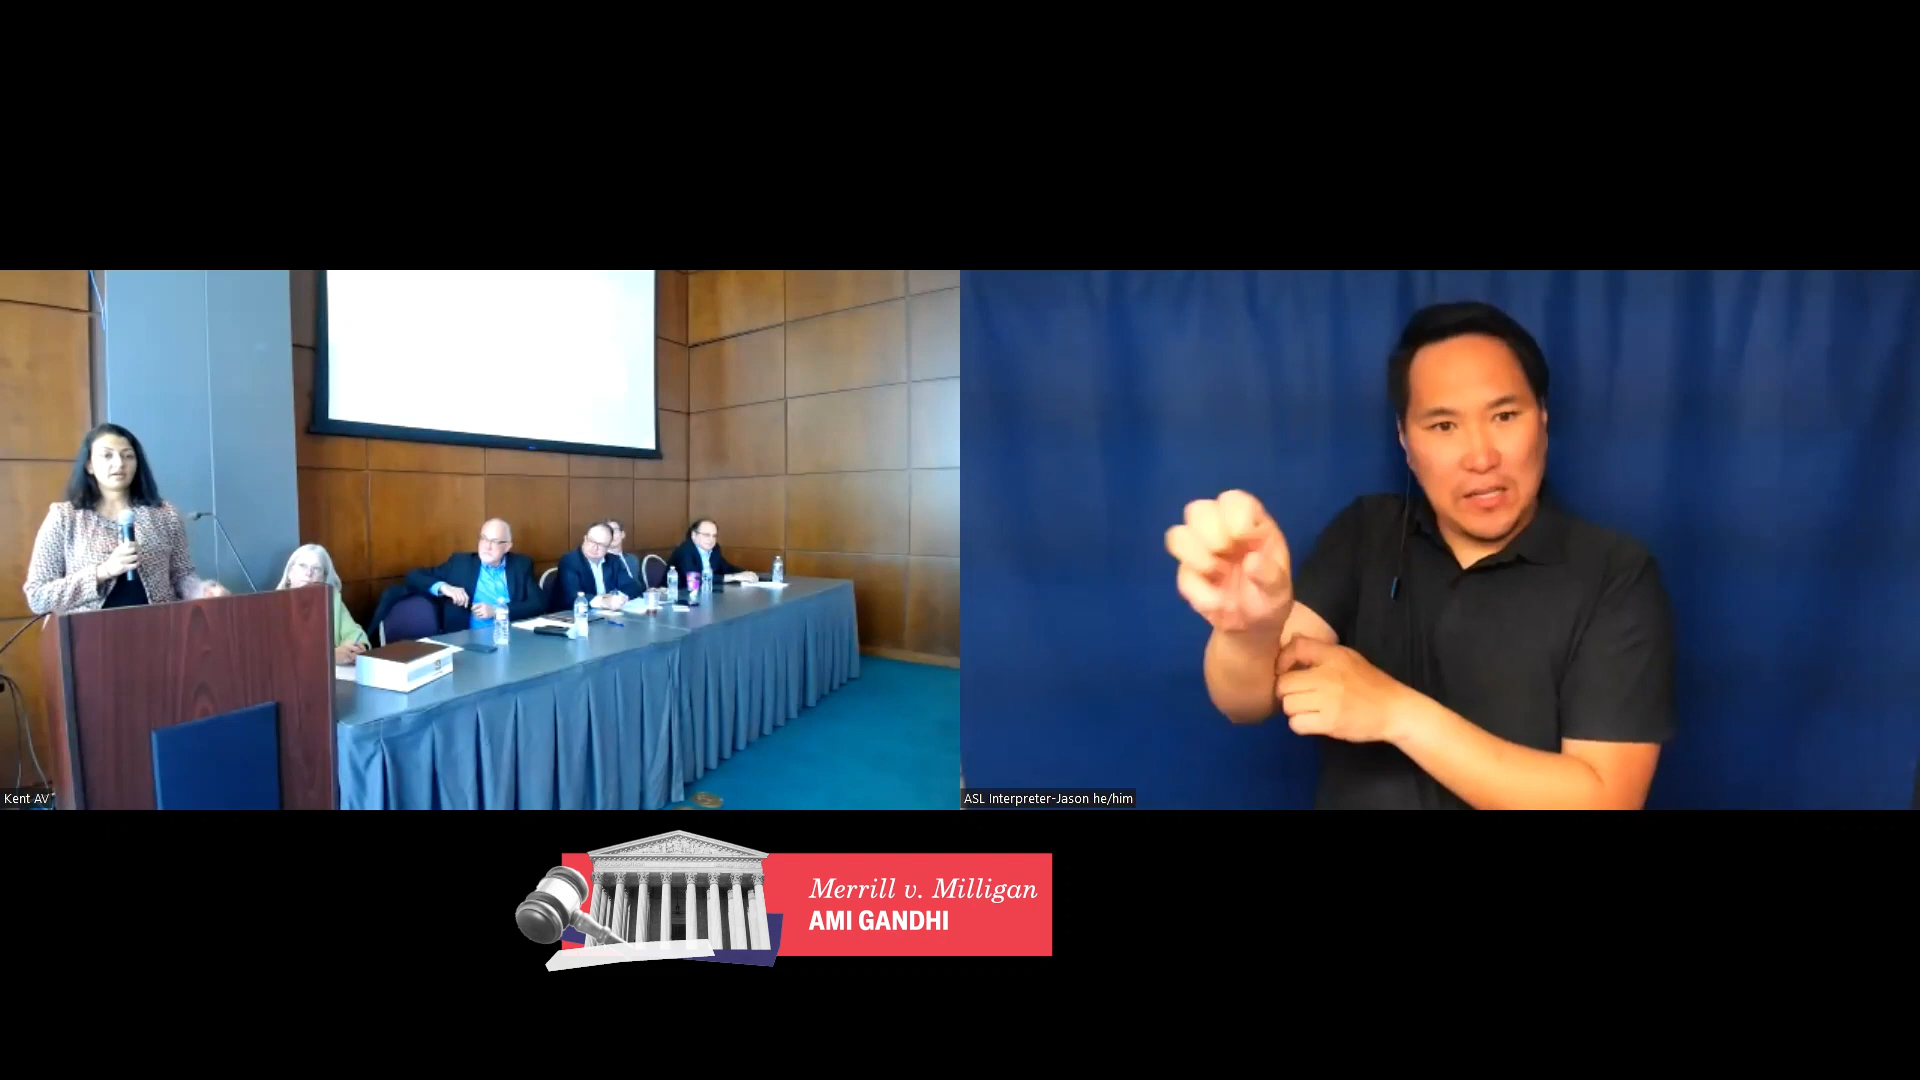 Kent AV
ASL Interpreter-Jason he/him
Merrill v. Milligan
AMI GANDHI